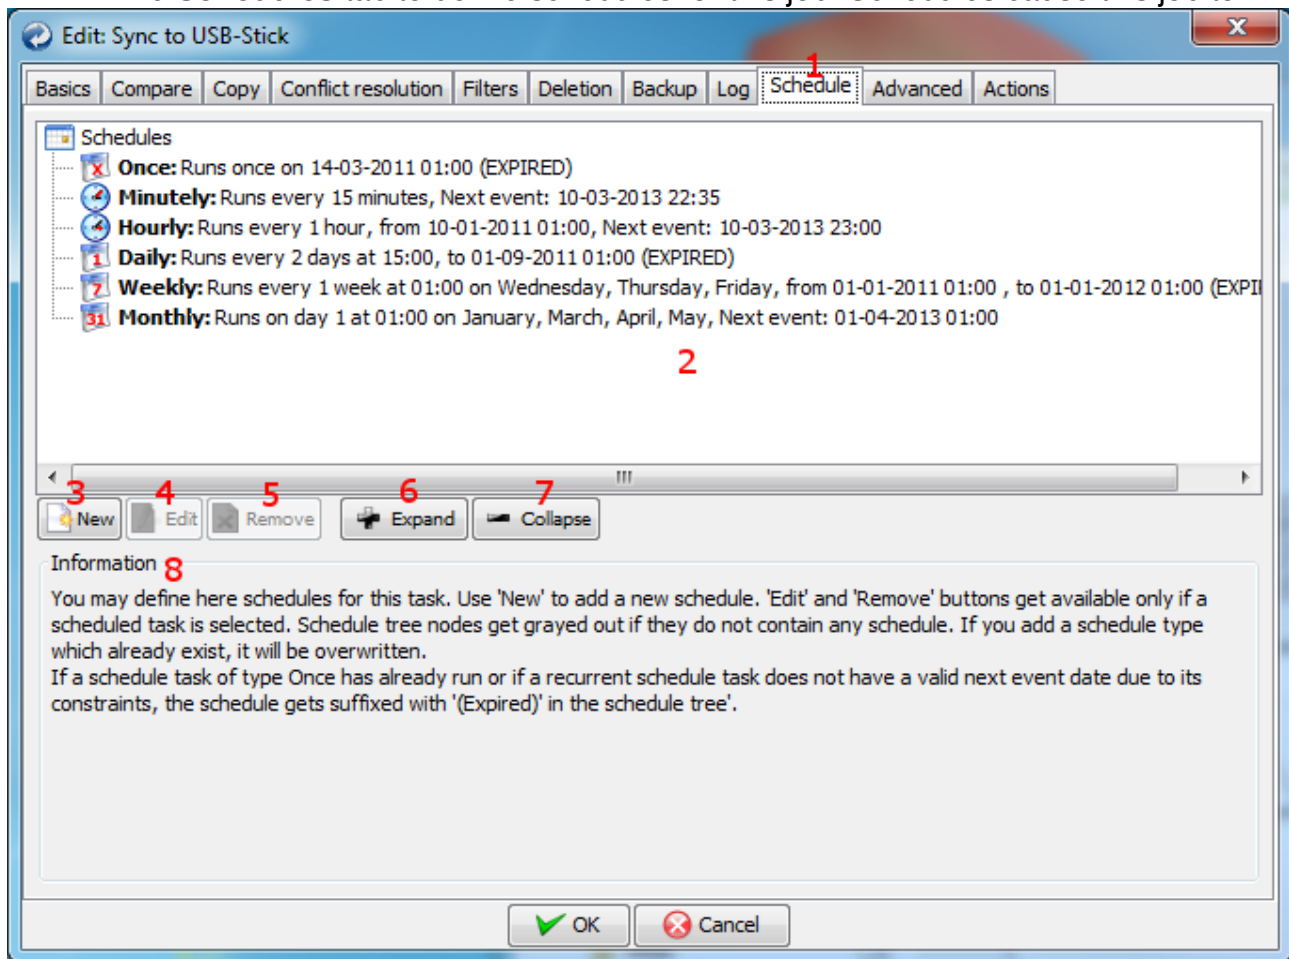 Edit: Sync to USB-Stick
X
1
Basics Compare Copy Conflict resolution Filters Deletion Backup Log Schedule Advanced Actions
Schedules
Once: Runs once on 14-03-2011 01:00 (EXPIRED)
Minutely: Runs every 15 minutes, Next event: 10-03-2013 22:35
Hourly: Runs every 1 hour, from 10-01-2011 01:00, Next event: 10-03-2013 23:00
Daily: Runs every 2 days at 15:00, to 01-09-2011 01:00 (EXPIRED)
Weekly: Runs every 1 week at 01:00 on Wednesday, Thursday, Friday, from 01-01-2011 01:00 , to 01-01-2012 01:00 (EXPI
Monthly: Runs on day 1 at 01:00 on January, March, April, May, Next event: 01-04-2013 01:00
2
3 4 5 6 7
New Edit Remove Expand Collapse
Information 8
You may define here schedules for this task. Use 'New' to add a new schedule. 'Edit' and 'Remove' buttons get available only if a
scheduled task is selected. Schedule tree nodes get grayed out if they do not contain any schedule. If you add a schedule type
which already exist, it will be overwritten.
If a schedule task of type Once has already run or if a recurrent schedule task does not have a valid next event date due to its
constraints, the schedule gets suffixed with '(Expired)' in the schedule tree'.
OK Cancel